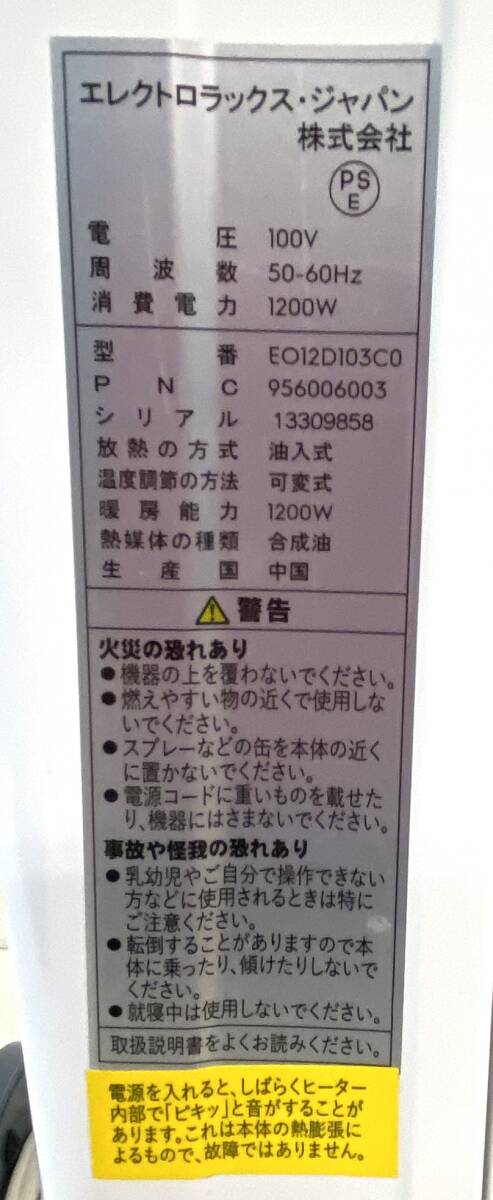 エレクトロラックス・ジャパン
株式会社
PS
E
電圧 100V
周波数 50-60Hz
消費電力 1200W
型番 EO12D103C0
PNC 956006003
シリアル 13309858
放熱の方式 油入式
温度調節の方法 可変式
暖房能力 1200W
熱媒体の種類 合成油
生産国 中国
警告
火災の恐れあり
●機器の上を覆わないでください。
●燃えやすい物の近くで使用しな
いでください。
●スプレーなどの缶を本体の近く
に置かないでください。
●電源コードに重いものを載せた
り、機器にはさまないでください。
事故や怪我の恐れあり
●乳幼児やご自分で操作できない
方などに使用されるときは特に
ご注意ください。
●転倒することがありますので本
体に乗ったり、傾けたりしないで
ください。
●就寝中は使用しないでください。
取扱説明書をよくお読みください。
電源を入れると、しばらくヒーター
内部で「ピキッ」と音がすることが
あります。これは本体の熱膨張に
よるもので、故障ではありません。